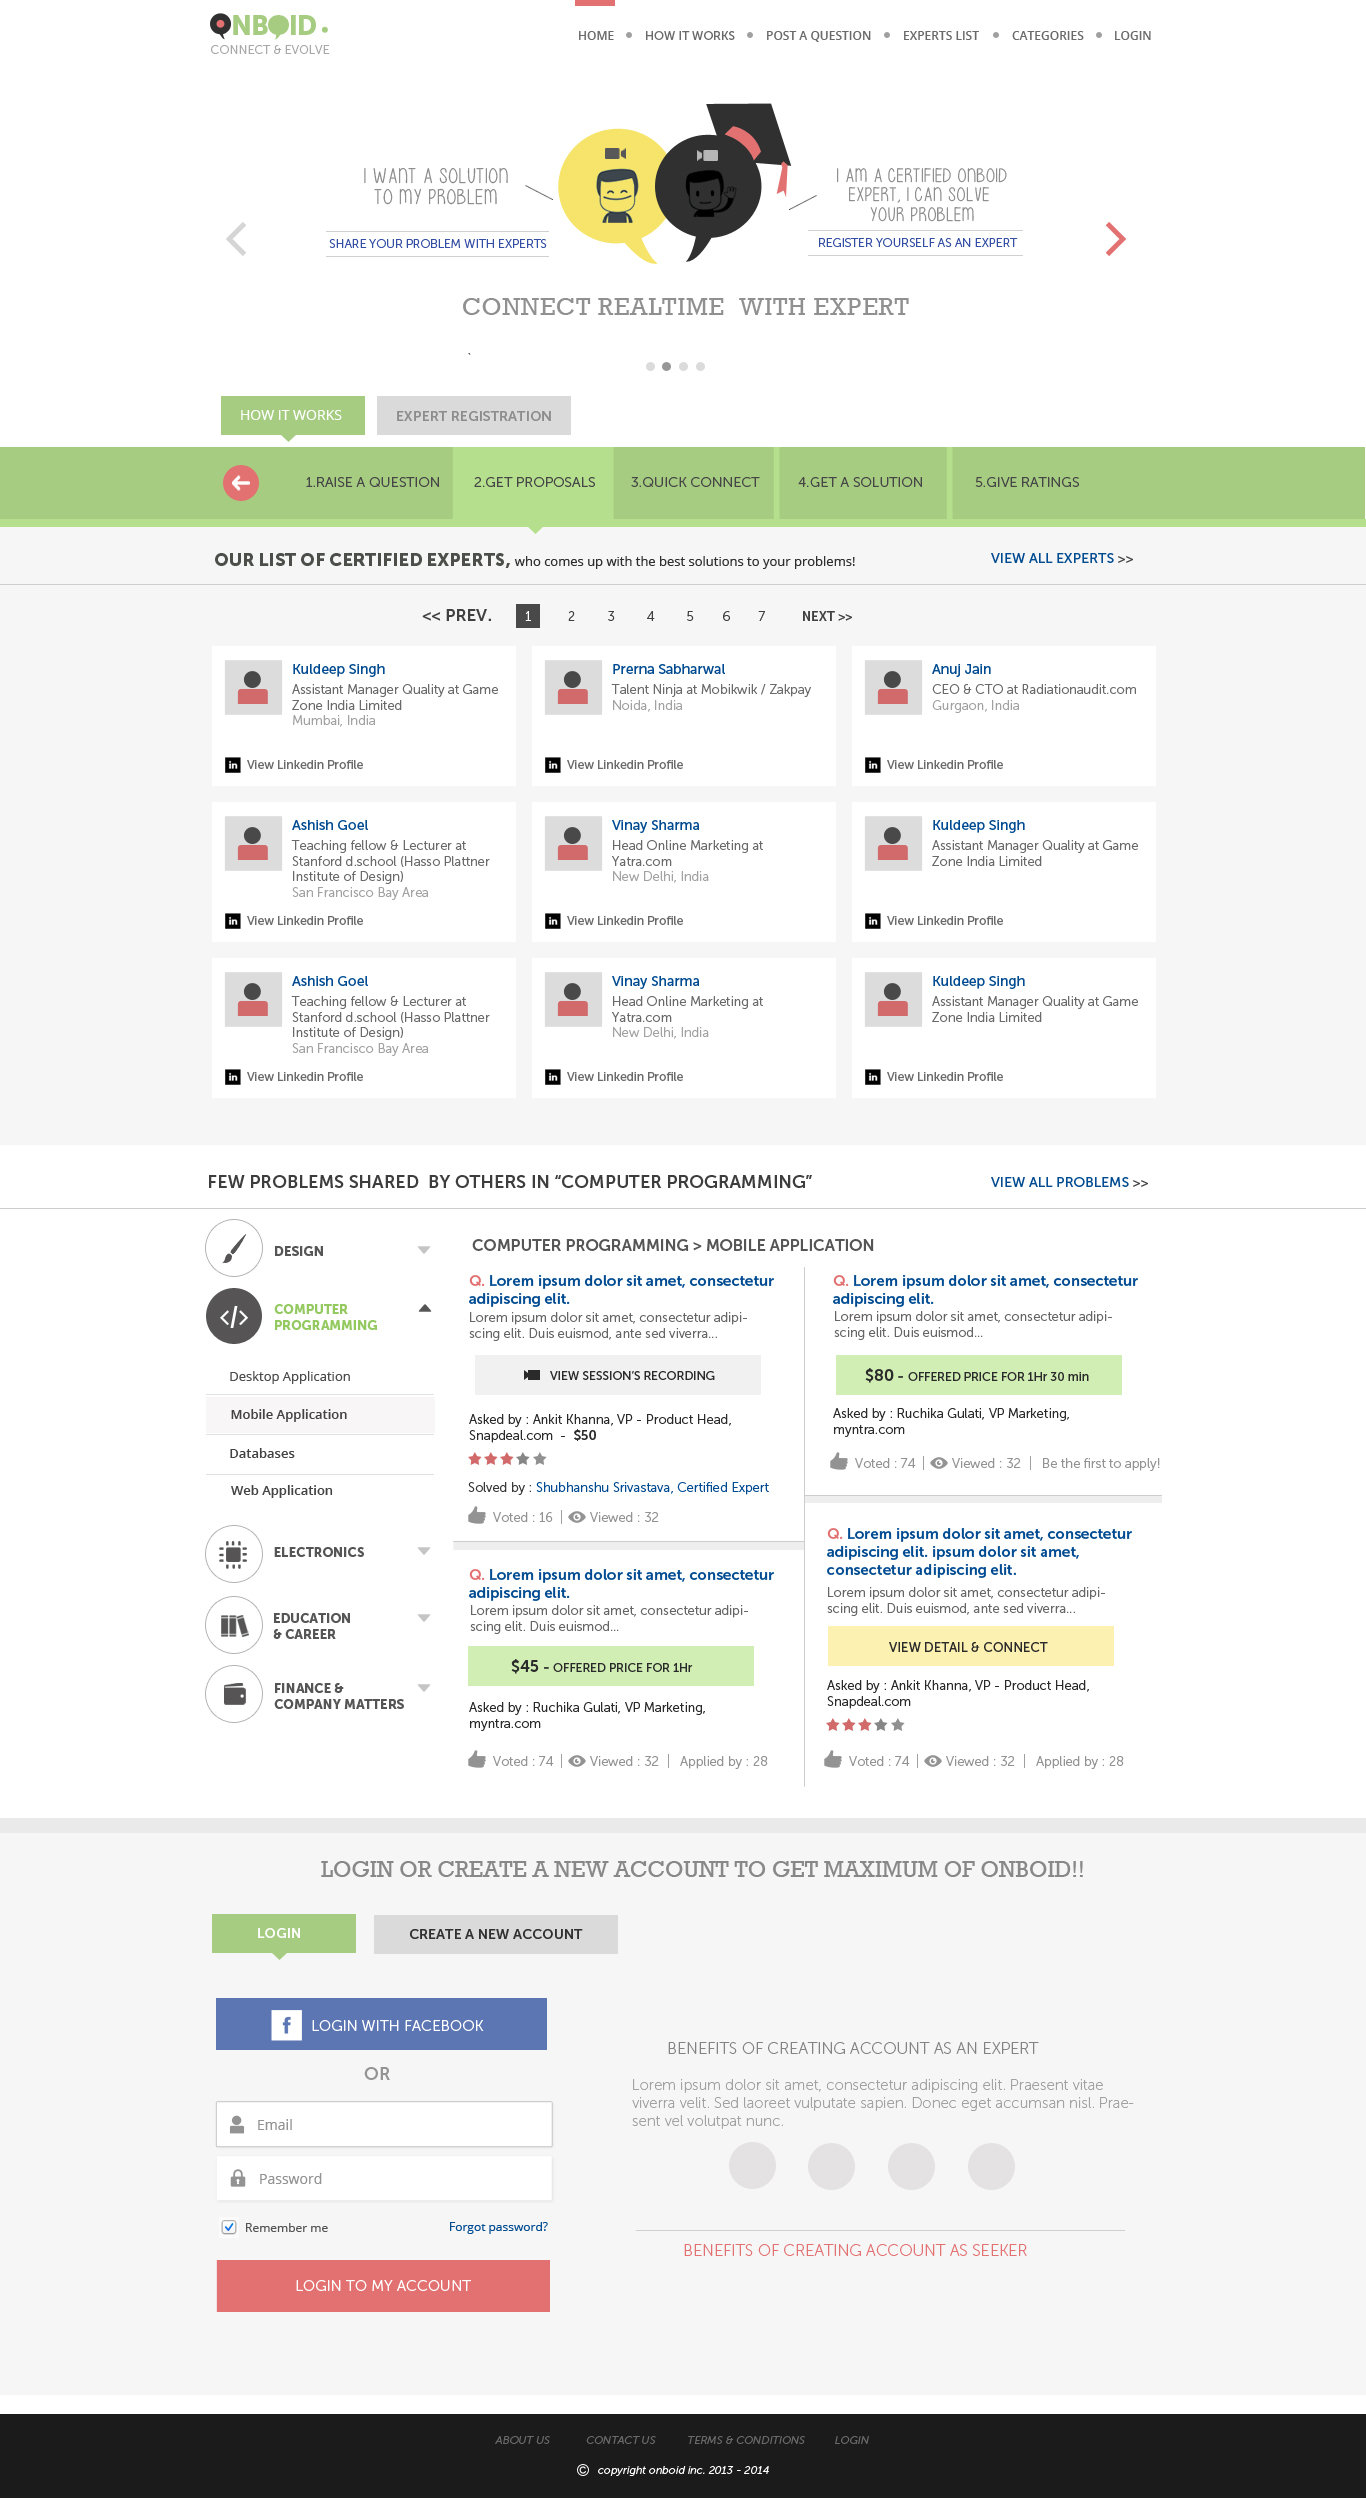 ONBOID.
CONNECT & EVOLVE
HOME
HOW IT WORKS
POST A QUESTION
EXPERTS LIST
CATEGORIES
LOGIN
I WANT A SOLUTION
TO MY PROBLEM
SHARE YOUR PROBLEM WITH EXPERTS
I AM A CERTIFIED ONBOID
EXPERT, I CAN SOLVE
YOUR PROBLEM
REGISTER YOURSELF AS AN EXPERT
CONNECT REALTIME WITH EXPERT
HOW IT WORKS
EXPERT REGISTRATION
1.RAISE A QUESTION
2.GET PROPOSALS
3.QUICK CONNECT
4.GET A SOLUTION
5.GIVE RATINGS
OUR LIST OF CERTIFIED EXPERTS, who comes up with the best solutions to your problems!
VIEW ALL EXPERTS >>
<< PREV. 1 2 3 4 5 6 7 NEXT >>
Kuldeep Singh
Assistant Manager Quality at Game
Zone India Limited
Mumbai, India
in View Linkedin Profile
Prerna Sabharwal
Talent Ninja at Mobikwik / Zakpay
Noida, India
in View Linkedin Profile
Anuj Jain
CEO & CTO at Radiationaudit.com
Gurgaon, India
in View Linkedin Profile
Ashish Goel
Teaching fellow & Lecturer at
Stanford d.school (Hasso Plattner
Institute of Design)
San Francisco Bay Area
in View Linkedin Profile
Vinay Sharma
Head Online Marketing at
Yatra.com
New Delhi, India
in View Linkedin Profile
Kuldeep Singh
Assistant Manager Quality at Game
Zone India Limited
in View Linkedin Profile
Ashish Goel
Teaching fellow & Lecturer at
Stanford d.school (Hasso Plattner
Institute of Design)
San Francisco Bay Area
in View Linkedin Profile
Vinay Sharma
Head Online Marketing at
Yatra.com
New Delhi, India
in View Linkedin Profile
Kuldeep Singh
Assistant Manager Quality at Game
Zone India Limited
in View Linkedin Profile
FEW PROBLEMS SHARED BY OTHERS IN “COMPUTER PROGRAMMING”
VIEW ALL PROBLEMS >>
DESIGN
</>
COMPUTER
PROGRAMMING
Desktop Application
Mobile Application
Databases
Web Application
ELECTRONICS
EDUCATION
& CAREER
FINANCE &
COMPANY MATTERS
COMPUTER PROGRAMMING > MOBILE APPLICATION
Q. Lorem ipsum dolor sit amet, consectetur
adipiscing elit.
Lorem ipsum dolor sit amet, consectetur adipi-
scing elit. Duis euismod, ante sed viverra...
VIEW SESSION'S RECORDING
Asked by : Ankit Khanna, VP - Product Head,
Snapdeal.com - $50
Solved by : Shubhanshu Srivastava, Certified Expert
Voted : 16 | Viewed : 32
Q. Lorem ipsum dolor sit amet, consectetur
adipiscing elit.
Lorem ipsum dolor sit amet, consectetur adipi-
scing elit. Duis euismod...
$45 - OFFERED PRICE FOR 1Hr
Asked by : Ruchika Gulati, VP Marketing,
myntra.com
Voted : 74 | Viewed : 32 | Applied by : 28
Q. Lorem ipsum dolor sit amet, consectetur
adipiscing elit.
Lorem ipsum dolor sit amet, consectetur adipi-
scing elit. Duis euismod...
$80 - OFFERED PRICE FOR 1Hr 30 min
Asked by : Ruchika Gulati, VP Marketing,
myntra.com
Voted : 74 | Viewed : 32 | Be the first to apply!
Q. Lorem ipsum dolor sit amet, consectetur
adipiscing elit. ipsum dolor sit amet,
consectetur adipiscing elit.
Lorem ipsum dolor sit amet, consectetur adipi-
scing elit. Duis euismod, ante sed viverra...
VIEW DETAIL & CONNECT
Asked by : Ankit Khanna, VP - Product Head,
Snapdeal.com
Voted : 74 | Viewed : 32 | Applied by : 28
LOGIN OR CREATE A NEW ACCOUNT TO GET MAXIMUM OF ONBOID!!
LOGIN
CREATE A NEW ACCOUNT
f LOGIN WITH FACEBOOK
OR
Email
Password
Remember me
Forgot password?
LOGIN TO MY ACCOUNT
BENEFITS OF CREATING ACCOUNT AS AN EXPERT
Lorem ipsum dolor sit amet, consectetur adipiscing elit. Praesent vitae
viverra velit. Sed laoreet vulputate sapien. Donec eget accumsan nisl. Prae-
sent vel volutpat nunc.
BENEFITS OF CREATING ACCOUNT AS SEEKER
ABOUT US
CONTACT US
TERMS & CONDITIONS
LOGIN
© copyright onboid inc. 2013 - 2014